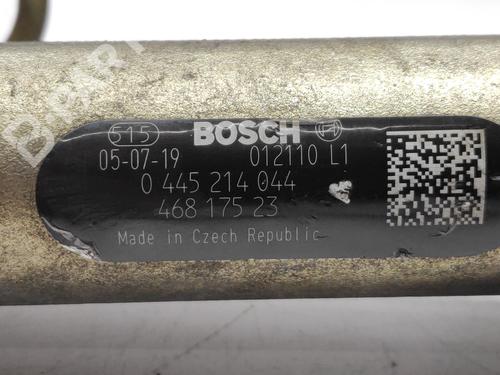 515 BOSCH
05-07-19 012110 L1
0 445 214 044
468 175 23
Made in Czech Republic
B-PARTS